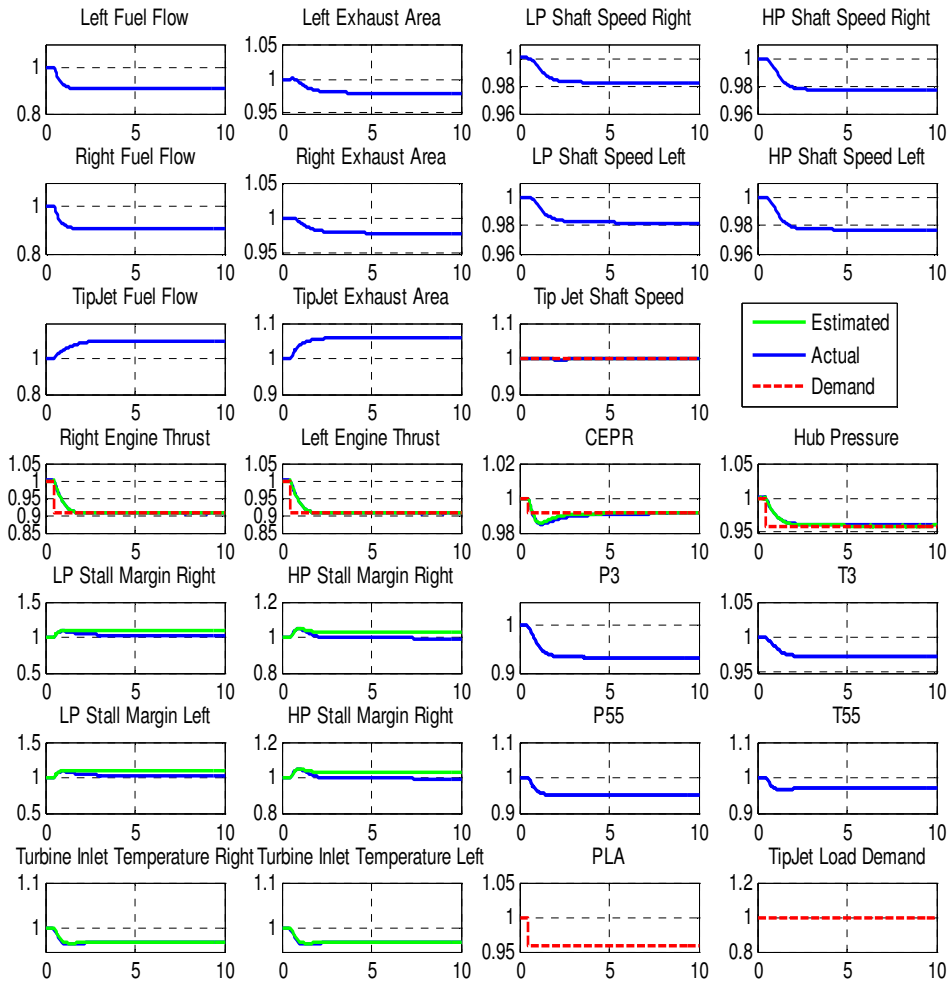 Left Fuel Flow Left Exhaust Area LP Shaft Speed Right HP Shaft Speed Right
1 0.8 0 5 10
1.05 1 0.95 0 5 10
1 0.98 0.96 0 5 10
1 0.98 0.96 0 5 10
Right Fuel Flow Right Exhaust Area LP Shaft Speed Left HP Shaft Speed Left
1 0.8 0 5 10
1.05 1 0.95 0 5 10
1 0.98 0.96 0 5 10
1 0.98 0.96 0 5 10
TipJet Fuel Flow TipJet Exhaust Area Tip Jet Shaft Speed
1 0.8 0 5 10
1.1 1 0.9 0 5 10
1.1 1 0.9 0 5 10
Estimated
Actual
Demand
Right Engine Thrust Left Engine Thrust CEPR Hub Pressure
1.05 1 0.95 0.9 0.85 0 5 10
1.05 1 0.95 0.9 0.85 0 5 10
1.02 1 0.98 0 5 10
1.05 1 0.95 0 5 10
LP Stall Margin Right HP Stall Margin Right P3 T3
1.5 1 0.5 0 5 10
1.2 1 0.8 0 5 10
1 0.9 0 5 10
1.05 1 0.95 0 5 10
LP Stall Margin Left HP Stall Margin Right P55 T55
1.5 1 0.5 0 5 10
1.2 1 0.8 0 5 10
1.1 1 0.9 0 5 10
1.1 1 0.9 0 5 10
Turbine Inlet Temperature Right Turbine Inlet Temperature Left PLA TipJet Load Demand
1.1 1 0.9 0 5 10
1.1 1 0.9 0 5 10
1.05 1 0.95 0 5 10
1.2 1 0.8 0 5 10